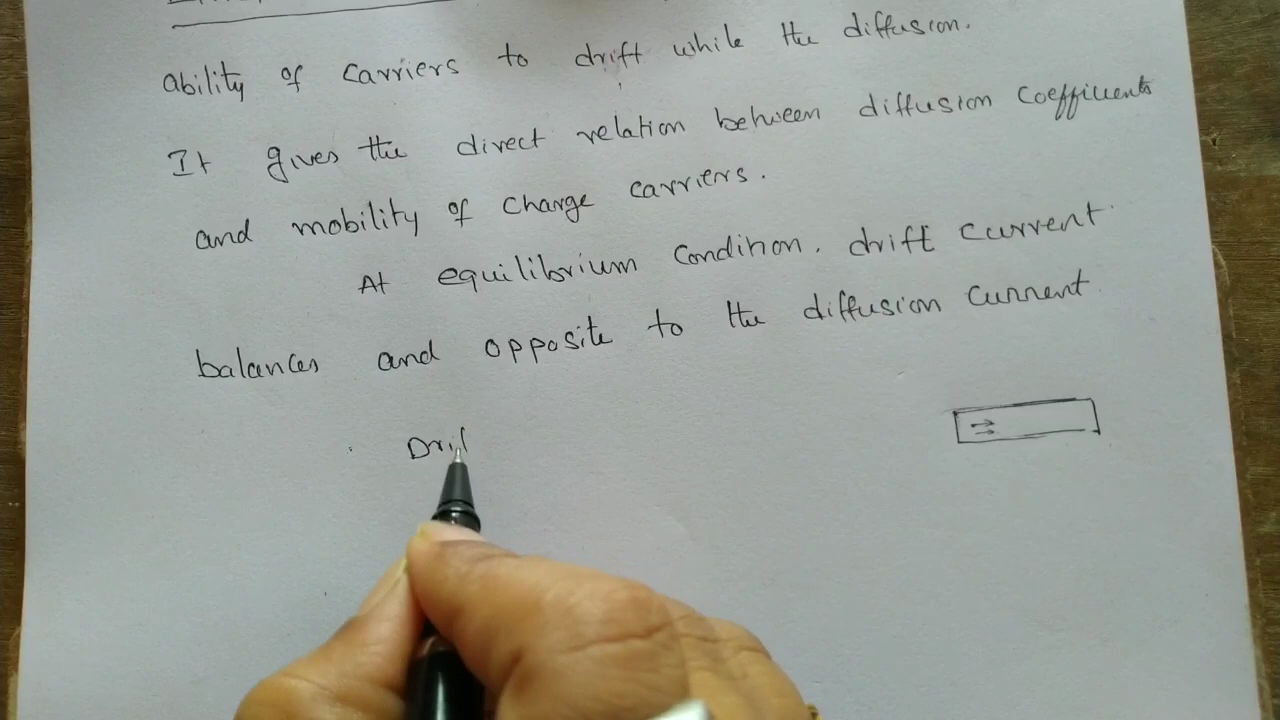 ability of carriers to drift while the diffusion.
It gives the direct relation between diffusion coefficients
and mobility of charge carriers.
At equilibrium condition. drift current
balances and opposite to the diffusion current
Drif